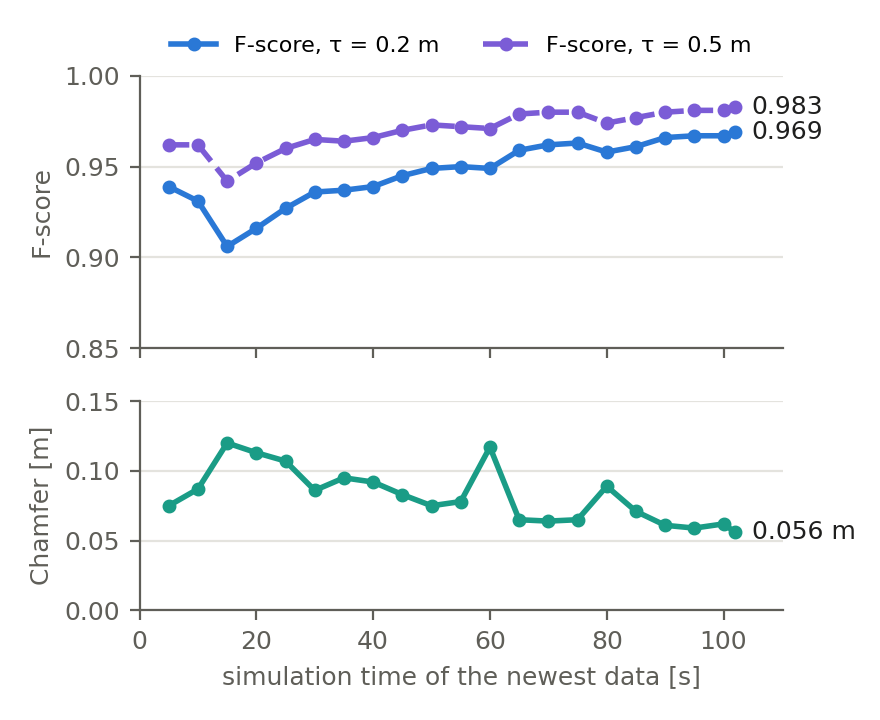 F-score, τ = 0.2 m F-score, τ = 0.5 m
1.00
0.983
0.969
0.95
F-score
0.90
0.85
0.15
0.10
Chamfer [m]
0.05
0.056 m
0.00
0 20 40 60 80 100
simulation time of the newest data [s]